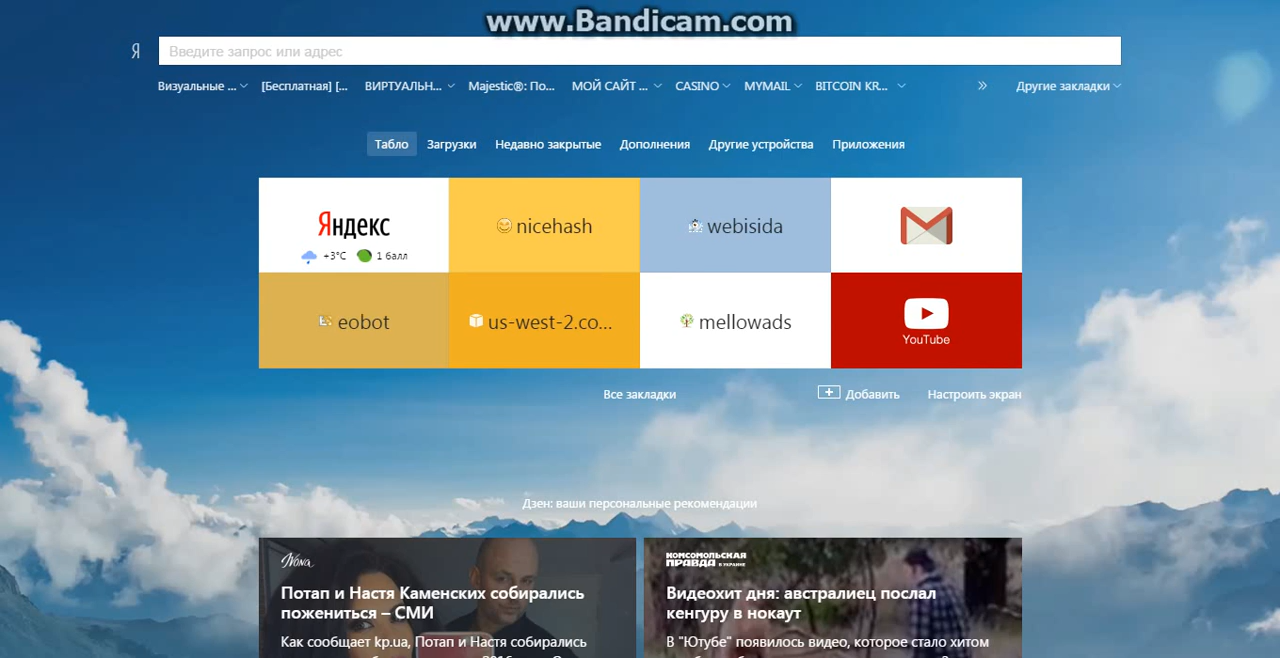 www.Bandicam.com
Я
Введите запрос или адрес
Визуальные ... [Бесплатная] [... ВИРТУАЛЬН... Majestic®: По... МОЙ САЙТ ... CASINO MYMAIL BITCOIN KR... » Другие закладки
Табло Загрузки Недавно закрытые Дополнения Другие устройства Приложения
Яндекс nicehash webisida
+3°C 1 балл
eobot us-west-2.co... mellowads YouTube
Все закладки Добавить Настроить экран
Дзен: ваши персональные рекомендации
Nona
Потап и Настя Каменских собирались
пожениться – СМИ
Как сообщает kp.ua, Потап и Настя собирались
КОМСОМОЛЬСКАЯ
ПРАВДА В УКРАИНЕ
Видеохит дня: австралиец послал
кенгуру в нокаут
В "Ютубе" появилось видео, которое стало хитом